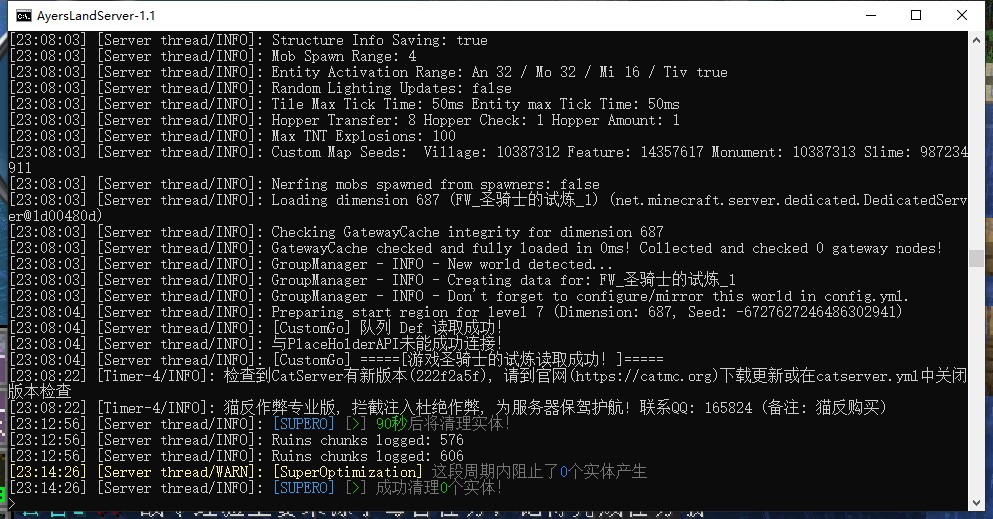 AyersLandServer-1.1
[23:08:03] [Server thread/INFO]: Structure Info Saving: true
[23:08:03] [Server thread/INFO]: Mob Spawn Range: 4
[23:08:03] [Server thread/INFO]: Entity Activation Range: An 32 / Mo 32 / Mi 16 / Tiv true
[23:08:03] [Server thread/INFO]: Random Lighting Updates: false
[23:08:03] [Server thread/INFO]: Tile Max Tick Time: 50ms Entity max Tick Time: 50ms
[23:08:03] [Server thread/INFO]: Hopper Transfer: 8 Hopper Check: 1 Hopper Amount: 1
[23:08:03] [Server thread/INFO]: Max TNT Explosions: 100
[23:08:03] [Server thread/INFO]: Custom Map Seeds:  Village: 10387312 Feature: 14357617 Monument: 10387313 Slime: 987234
911
[23:08:03] [Server thread/INFO]: Nerfing mobs spawned from spawners: false
[23:08:03] [Server thread/INFO]: Loading dimension 687 (FW_圣骑士的试炼_1) (net.minecraft.server.dedicated.DedicatedServ
er@1d00480d)
[23:08:03] [Server thread/INFO]: Checking GatewayCache integrity for dimension 687
[23:08:03] [Server thread/INFO]: GatewayCache checked and fully loaded in 0ms! Collected and checked 0 gateway nodes!
[23:08:03] [Server thread/INFO]: GroupManager - INFO - New world detected...
[23:08:03] [Server thread/INFO]: GroupManager - INFO - Creating data for: FW_圣骑士的试炼_1
[23:08:03] [Server thread/INFO]: GroupManager - INFO - Don't forget to configure/mirror this world in config.yml.
[23:08:04] [Server thread/INFO]: Preparing start region for level 7 (Dimension: 687, Seed: -6727627246486302941)
[23:08:04] [Server thread/INFO]: [CustomGo] 队列 Def 读取成功!
[23:08:04] [Server thread/INFO]: 与PlaceHolderAPI未能成功连接!
[23:08:04] [Server thread/INFO]: [CustomGo] =====[游戏圣骑士的试炼读取成功! ]=====
[23:08:22] [Timer-4/INFO]: 检查到CatServer有新版本(222f2a5f), 请到官网(https://catmc.org)下载更新或在catserver.yml中关闭
版本检查
[23:08:22] [Timer-4/INFO]: 猫反作弊专业版, 拦截注入杜绝作弊, 为服务器保驾护航! 联系QQ: 165824 (备注: 猫反购买)
[23:12:56] [Server thread/INFO]: [SUPERO] [>] 90秒后将清理实体!
[23:12:56] [Server thread/INFO]: Ruins chunks logged: 576
[23:12:56] [Server thread/INFO]: Ruins chunks logged: 606
[23:14:26] [Server thread/WARN]: [SuperOptimization] 这段周期内阻止了0个实体产生
[23:14:26] [Server thread/INFO]: [SUPERO] [>] 成功清理0个实体!
>